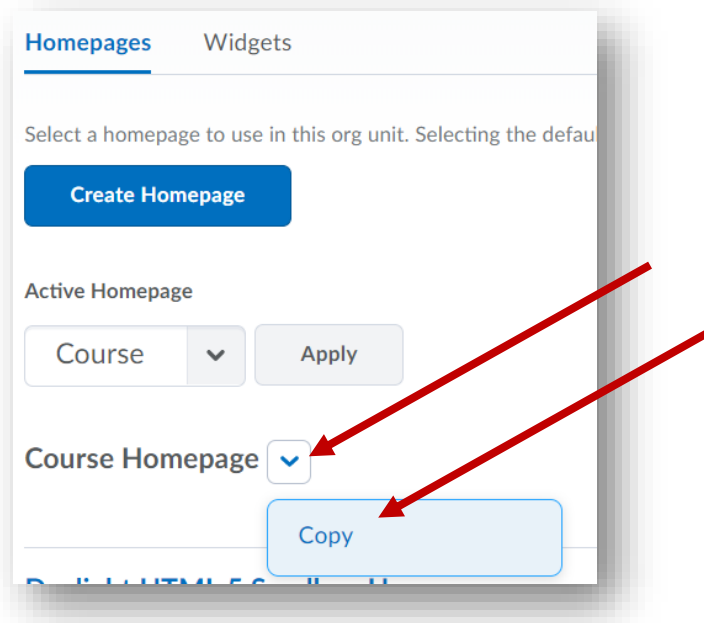 Homepages Widgets
Select a homepage to use in this org unit. Selecting the defau
Create Homepage
Active Homepage
Course Apply
Course Homepage
Copy